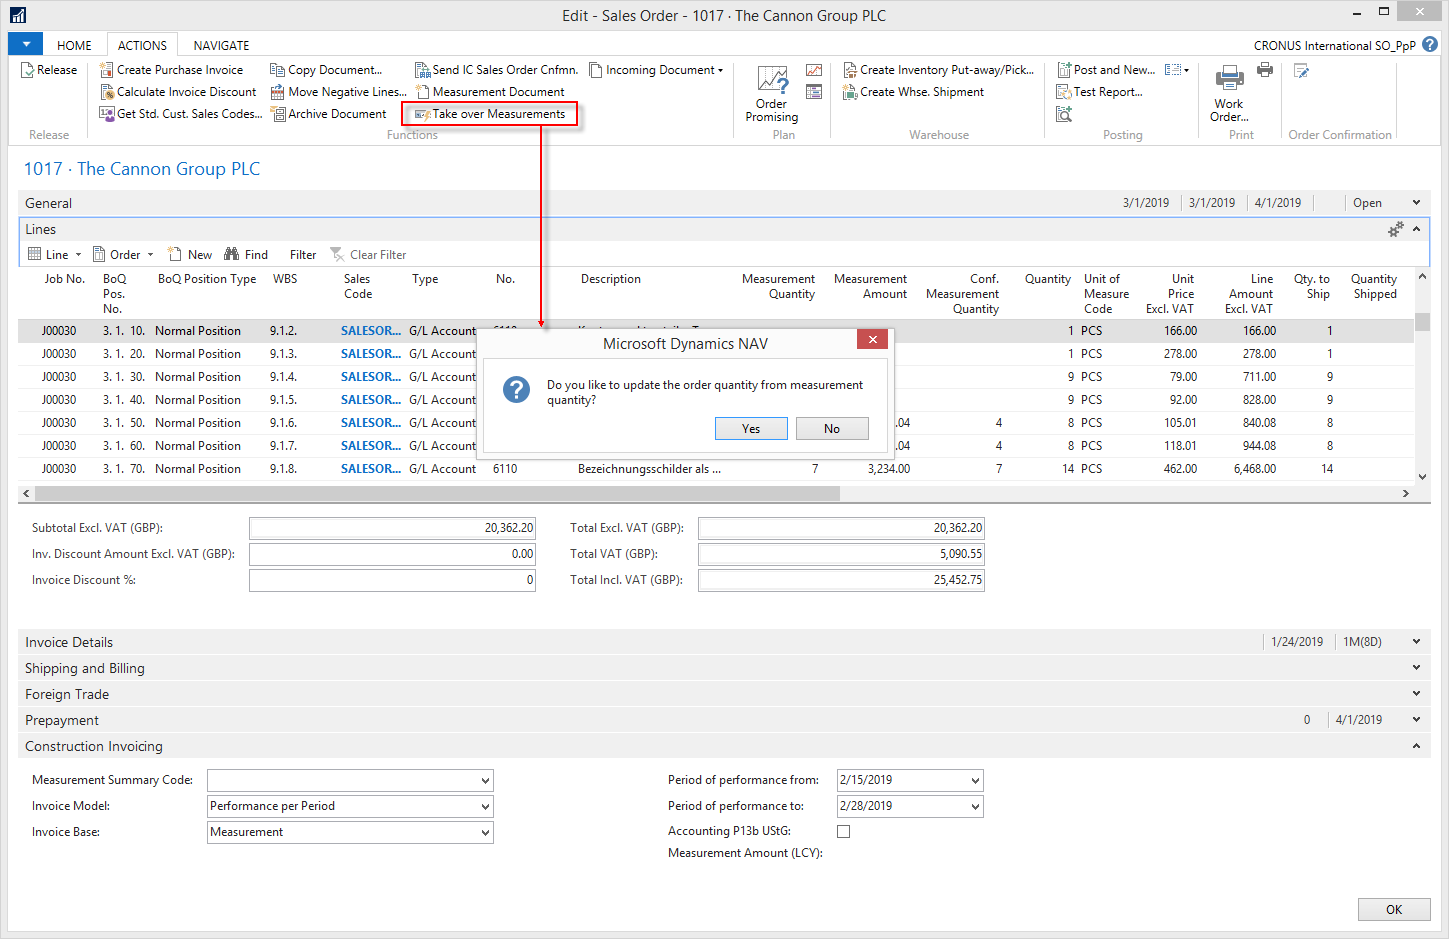 Edit - Sales Order - 1017 · The Cannon Group PLC
HOME ACTIONS NAVIGATE
CRONUS International SO_PpP
Release
Create Purchase Invoice
Calculate Invoice Discount
Get Std. Cust. Sales Codes...
Copy Document...
Move Negative Lines...
Archive Document
Send IC Sales Order Cnfmn.
Measurement Document
Take over Measurements
Incoming Document
Order
Promising
Create Inventory Put-away/Pick...
Create Whse. Shipment
Post and New...
Test Report...
Work
Order...
Release Functions Plan Warehouse Posting Print Order Confirmation
1017 · The Cannon Group PLC
General 3/1/2019 3/1/2019 4/1/2019 Open
Lines
Line Order New Find Filter Clear Filter
Job No. BoQ Pos. No. BoQ Position Type WBS Sales Code Type No. Description Measurement Quantity Measurement Amount Conf. Measurement Quantity Quantity Unit of Measure Code Unit Price Excl. VAT Line Amount Excl. VAT Qty. to Ship Quantity Shipped
J00030 3. 1. 10. Normal Position 9.1.2. SALESOR... G/L Account 1 PCS 166.00 166.00 1
J00030 3. 1. 20. Normal Position 9.1.3. SALESOR... G/L Account 1 PCS 278.00 278.00 1
J00030 3. 1. 30. Normal Position 9.1.4. SALESOR... G/L Account 9 PCS 79.00 711.00 9
J00030 3. 1. 40. Normal Position 9.1.5. SALESOR... G/L Account 9 PCS 92.00 828.00 9
J00030 3. 1. 50. Normal Position 9.1.6. SALESOR... G/L Account .04 4 8 PCS 105.01 840.08 8
J00030 3. 1. 60. Normal Position 9.1.7. SALESOR... G/L Account .04 4 8 PCS 118.01 944.08 8
J00030 3. 1. 70. Normal Position 9.1.8. SALESOR... G/L Account 6110 Bezeichnungsschilder als ... 7 3,234.00 7 14 PCS 462.00 6,468.00 14
Microsoft Dynamics NAV
Do you like to update the order quantity from measurement
quantity?
Yes No
Subtotal Excl. VAT (GBP): 20,362.20 Total Excl. VAT (GBP): 20,362.20
Inv. Discount Amount Excl. VAT (GBP): 0.00 Total VAT (GBP): 5,090.55
Invoice Discount %: 0 Total Incl. VAT (GBP): 25,452.75
Invoice Details 1/24/2019 1M(8D)
Shipping and Billing
Foreign Trade
Prepayment 0 4/1/2019
Construction Invoicing
Measurement Summary Code: Period of performance from: 2/15/2019
Invoice Model: Performance per Period Period of performance to: 2/28/2019
Invoice Base: Measurement Accounting P13b UStG:
Measurement Amount (LCY):
OK